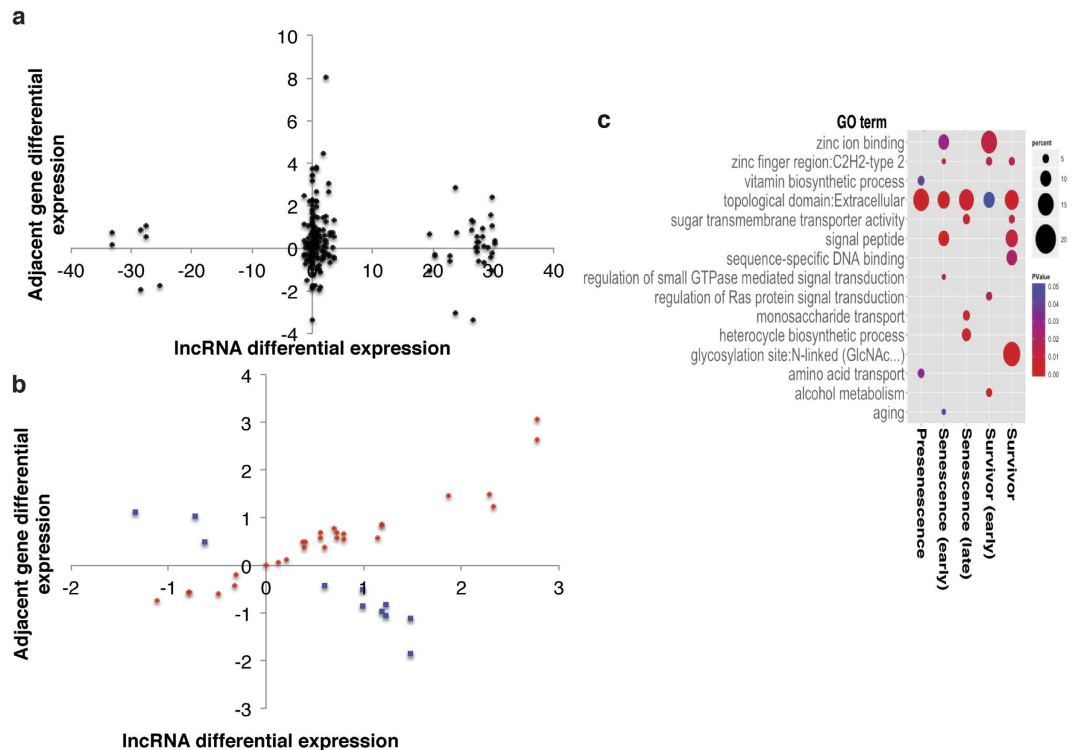 a
Adjacent gene differential
expression
10
8
6
4
2
0
-2
-4
-40 -30 -20 -10 0 10 20 30 40
lncRNA differential expression
b
Adjacent gene differential
expression
4
3
2
1
0
-1
-2
-3
-2 -1 0 1 2 3
lncRNA differential expression
c
GO term
zinc ion binding
zinc finger region:C2H2-type 2
vitamin biosynthetic process
topological domain:Extracellular
sugar transmembrane transporter activity
signal peptide
sequence-specific DNA binding
regulation of small GTPase mediated signal transduction
regulation of Ras protein signal transduction
monosaccharide transport
heterocycle biosynthetic process
glycosylation site:N-linked (GlcNAc...)
amino acid transport
alcohol metabolism
aging
Presenescence
Senescence (early)
Senescence (late)
Survivor (early)
Survivor
percent
5
10
15
20
PValue
0.05
0.04
0.03
0.02
0.01
0.00